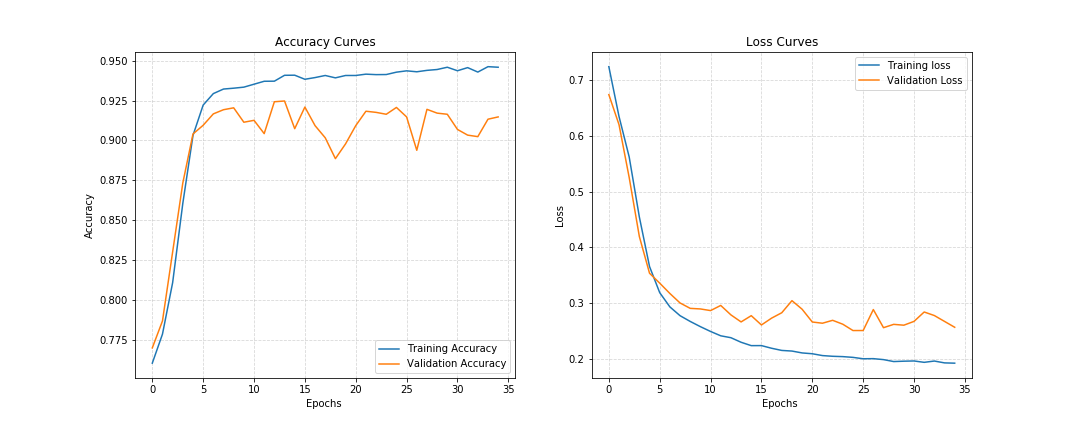 Accuracy Curves
0.950
0.925
0.900
0.875
0.850
0.825
0.800
0.775
Accuracy
0 5 10 15 20 25 30 35
Epochs
Training Accuracy
Validation Accuracy
Loss Curves
0.7
0.6
0.5
0.4
0.3
0.2
Loss
0 5 10 15 20 25 30 35
Epochs
Training loss
Validation Loss